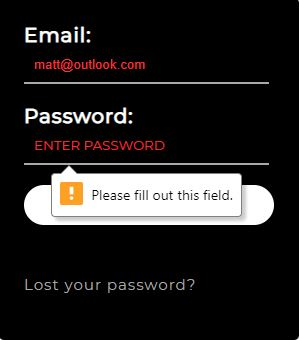 Email:
matt@outlook.com
Password:
ENTER PASSWORD
Please fill out this field.
Lost your password?